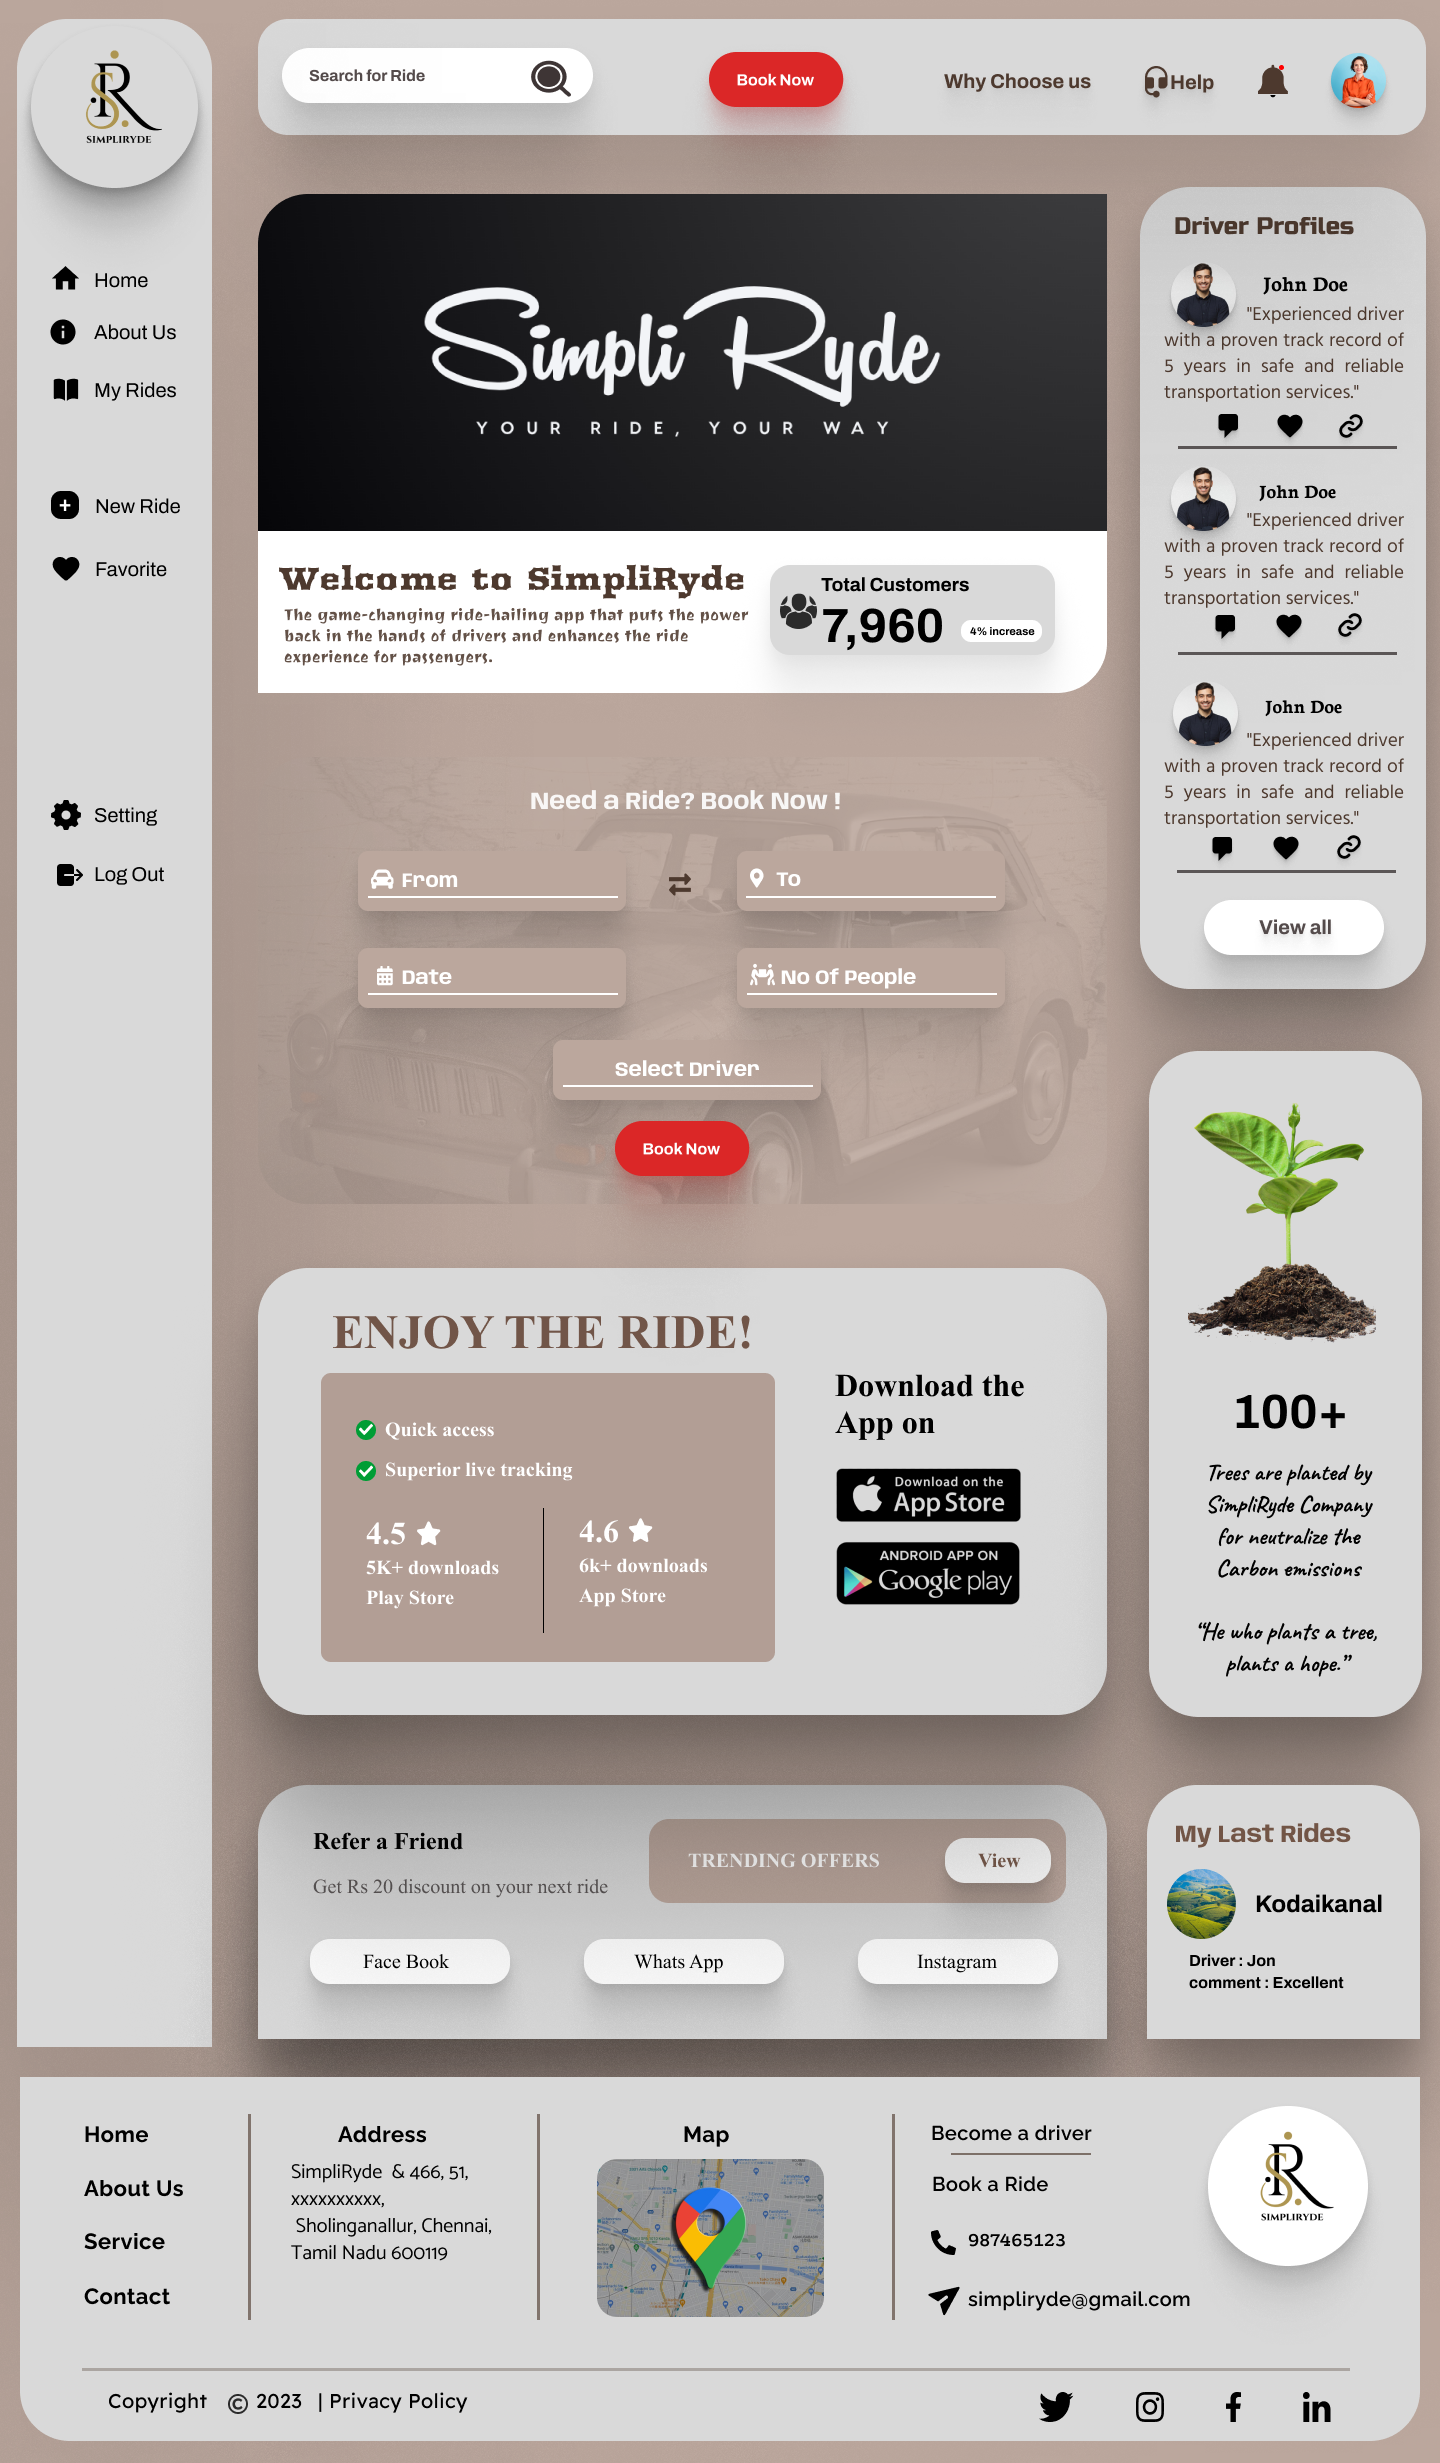 SIMPLIRYDE
Search for Ride
Book Now
Why Choose us
Help
Home
About Us
My Rides
New Ride
Favorite
Setting
Log Out
Simpli Ryde
YOUR RIDE, YOUR WAY
Welcome to SimpliRyde
The game-changing ride-hailing app that puts the power
back in the hands of drivers and enhances the ride
experience for passengers.
Total Customers
7,960
4% increase
Driver Profiles
John Doe
"Experienced driver
with a proven track record of
5 years in safe and reliable
transportation services."
John Doe
"Experienced driver
with a proven track record of
5 years in safe and reliable
transportation services."
John Doe
"Experienced driver
with a proven track record of
5 years in safe and reliable
transportation services."
View all
Need a Ride? Book Now !
From
To
Date
No Of People
Select Driver
Book Now
100+
Trees are planted by
SimpliRyde Company
for neutralize the
Carbon emissions
“He who plants a tree,
plants a hope.”
ENJOY THE RIDE!
Quick access
Superior live tracking
4.5
5K+ downloads
Play Store
4.6
6k+ downloads
App Store
Download the
App on
Download on the
App Store
ANDROID APP ON
Google play
Refer a Friend
Get Rs 20 discount on your next ride
TRENDING OFFERS
View
Face Book
Whats App
Instagram
My Last Rides
Kodaikanal
Driver : Jon
comment : Excellent
Home
About Us
Service
Contact
Address
SimpliRyde & 466, 51,
xxxxxxxxxx,
Sholinganallur, Chennai,
Tamil Nadu 600119
Map
Become a driver
Book a Ride
987465123
simpliryde@gmail.com
SIMPLIRYDE
Copyright © 2023 | Privacy Policy